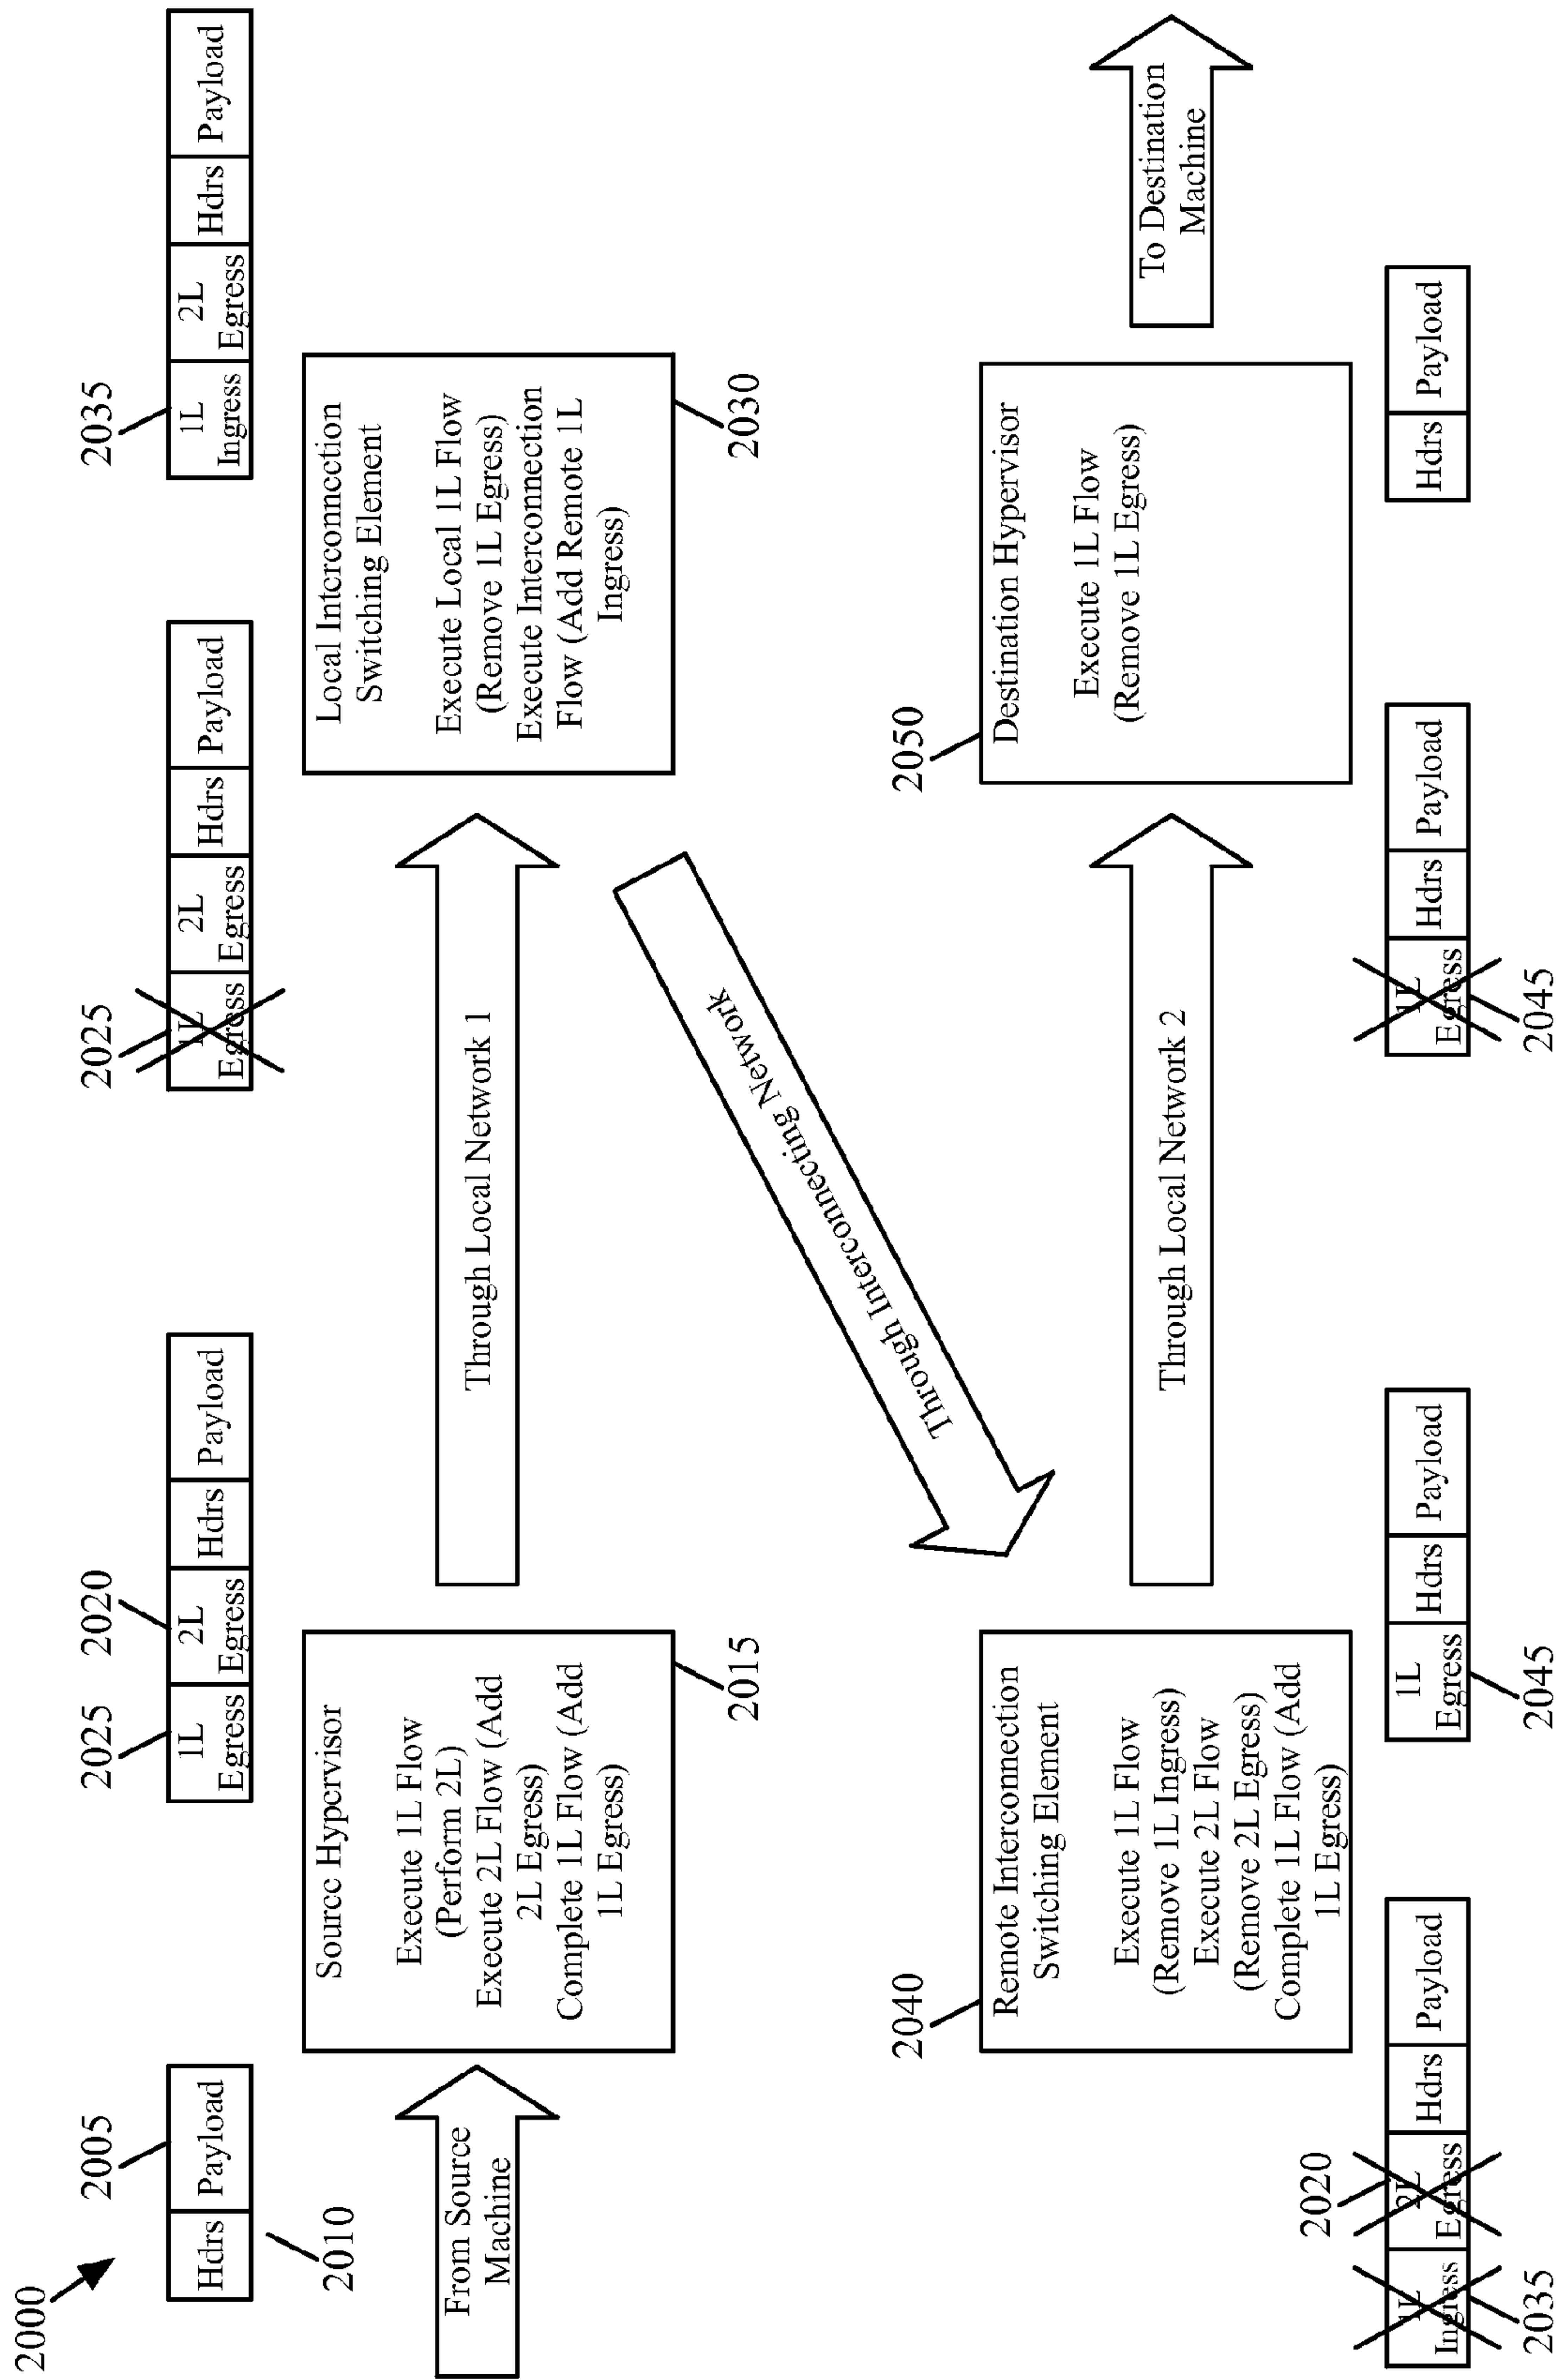 2000
2005
Hdrs
Payload
2010
2025
2020
1L
Egress
2L
Egress
Hdrs
Payload
2025
1L
Egress
2L
Egress
Hdrs
Payload
2035
1L
Ingress
2L
Egress
Hdrs
Payload
From Source
Machine
Source Hypervisor
Execute 1L Flow
(Perform 2L)
Execute 2L Flow (Add
2L Egress)
Complete 1L Flow (Add
1L Egress)
2015
Through Local Network 1
Local Interconnection
Switching Element
Execute Local 1L Flow
(Remove 1L Egress)
Execute Interconnection
Flow (Add Remote 1L
Ingress)
2030
Through Interconnecting Network
2040
Remote Interconnection
Switching Element
Execute 1L Flow
(Remove 1L Ingress)
Execute 2L Flow
(Remove 2L Egress)
Complete 1L Flow (Add
1L Egress)
Through Local Network 2
2050
Destination Hypervisor
Execute 1L Flow
(Remove 1L Egress)
To Destination
Machine
2020
1L
Ingress
2L
Egress
Hdrs
Payload
2035
1L
Egress
Hdrs
Payload
2045
1L
Egress
Hdrs
Payload
2045
Hdrs
Payload